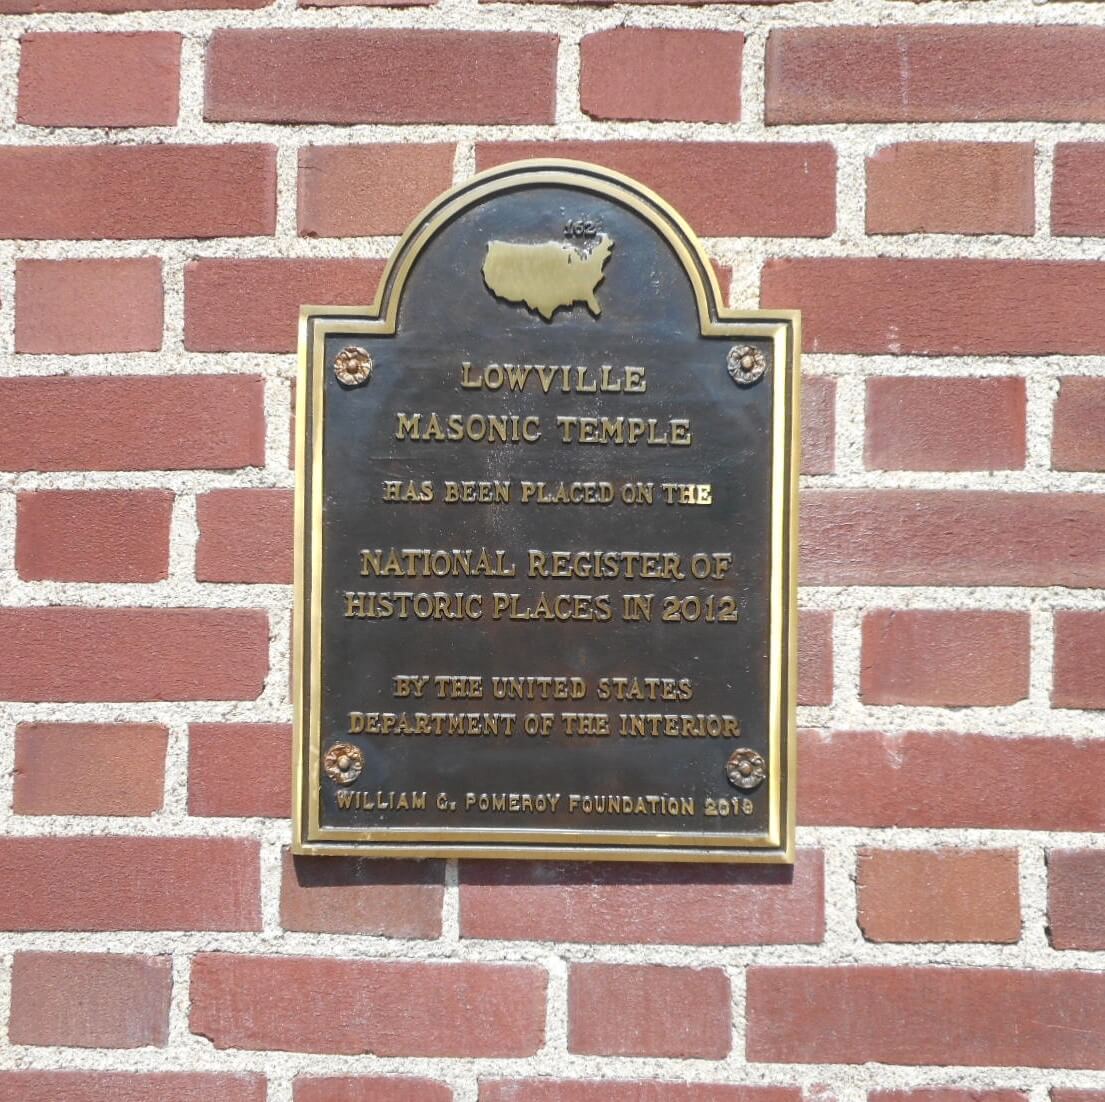 162
LOWVILLE
MASONIC TEMPLE
HAS BEEN PLACED ON THE
NATIONAL REGISTER OF
HISTORIC PLACES IN 2012
BY THE UNITED STATES
DEPARTMENT OF THE INTERIOR
WILLIAM G. POMEROY FOUNDATION 2019